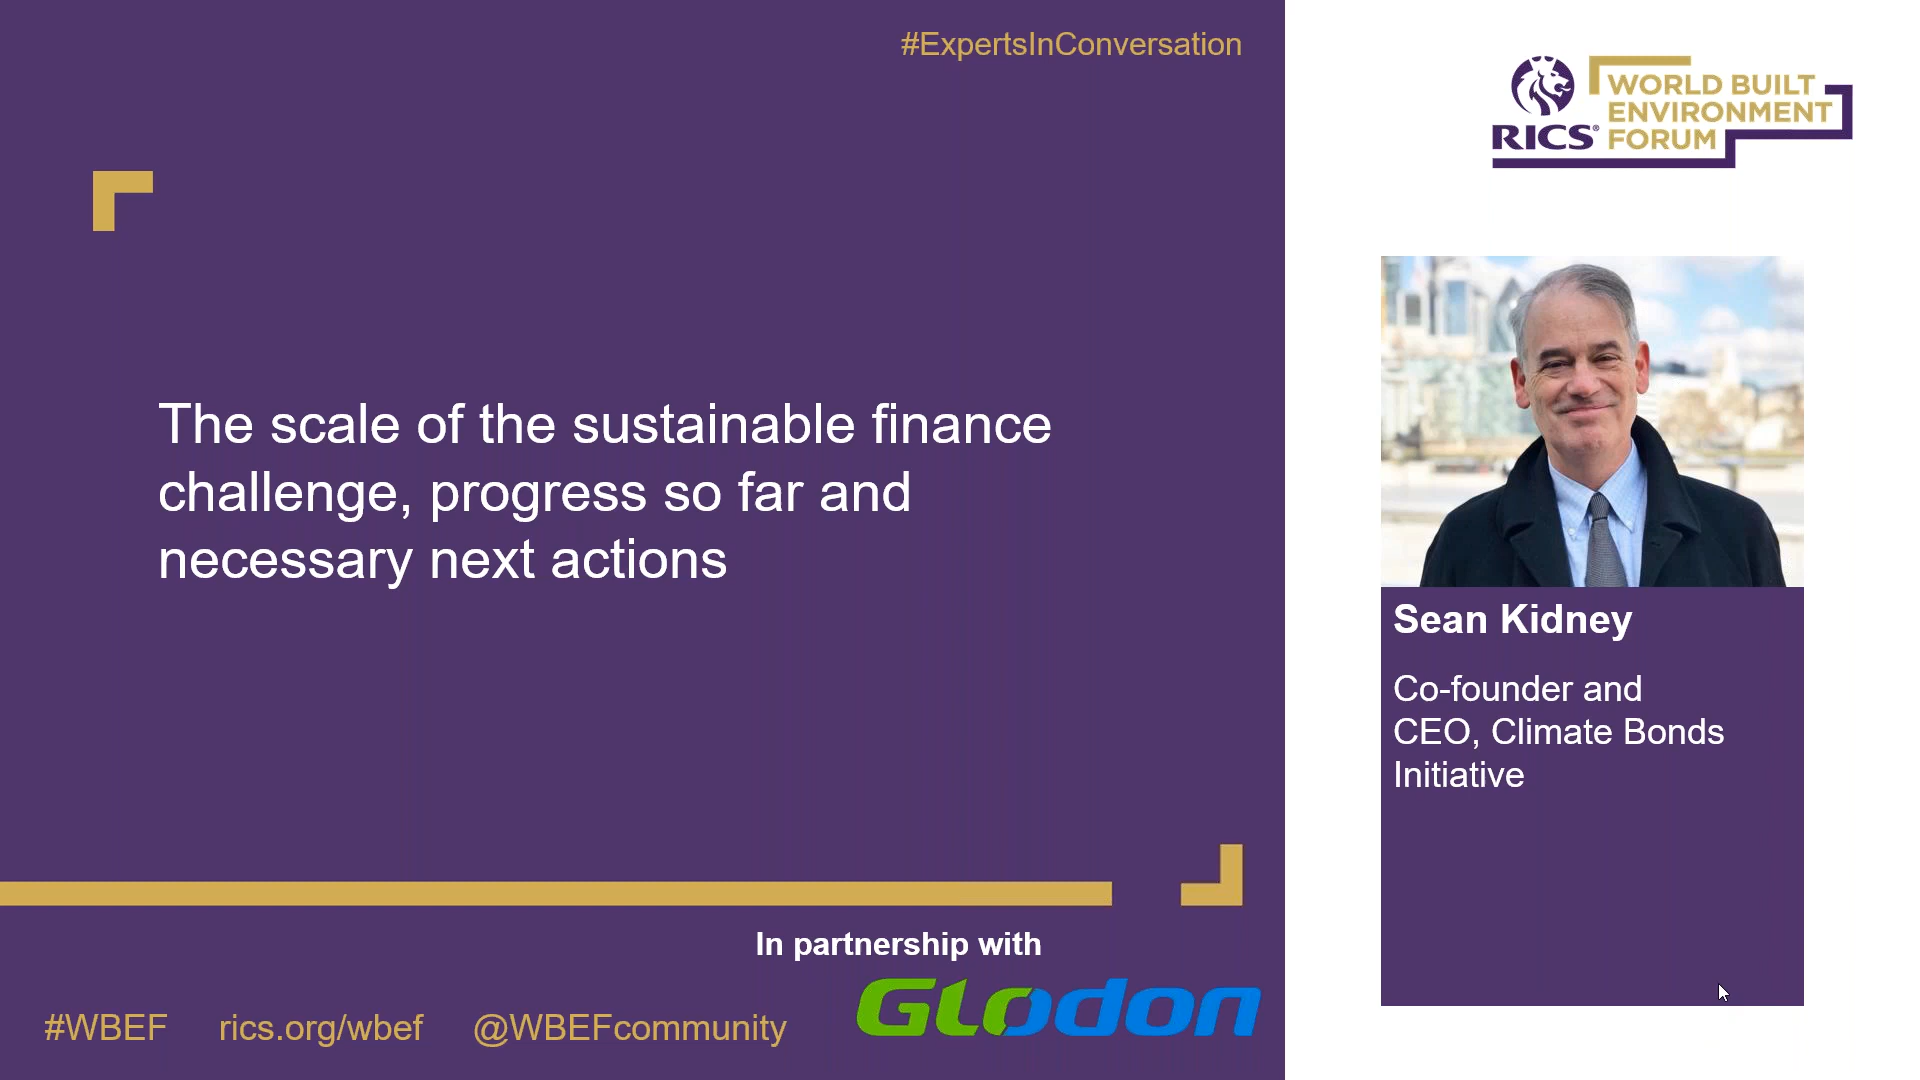 #ExpertsInConversation
The scale of the sustainable finance
challenge, progress so far and
necessary next actions
In partnership with
GLODON
#WBEF rics.org/wbef @WBEFcommunity
RICS®
WORLD BUILT
ENVIRONMENT
FORUM
Sean Kidney
Co-founder and
CEO, Climate Bonds
Initiative